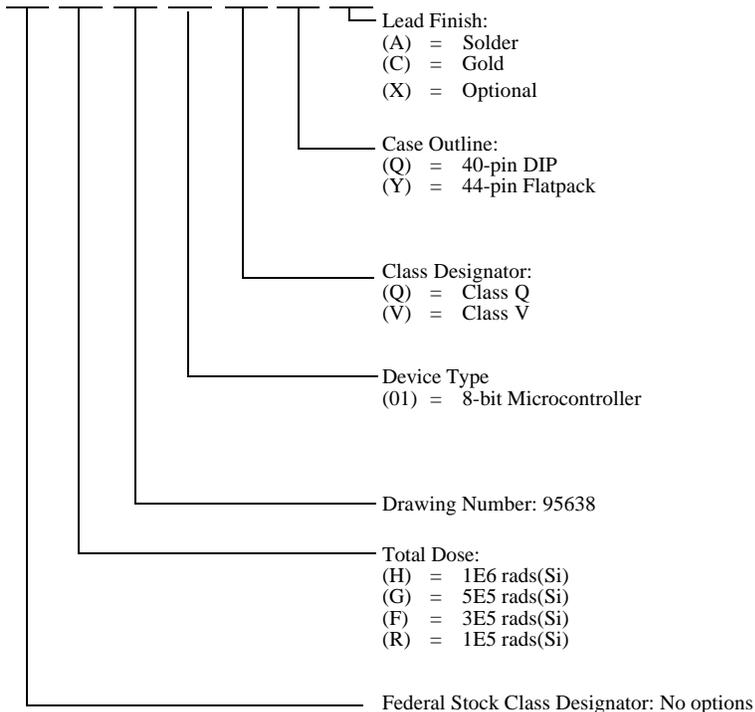 Lead Finish:
(A) = Solder
(C) = Gold
(X) = Optional
Case Outline:
(Q) = 40-pin DIP
(Y) = 44-pin Flatpack
Class Designator:
(Q) = Class Q
(V) = Class V
Device Type
(01) = 8-bit Microcontroller
Drawing Number: 95638
Total Dose:
(H) = 1E6 rads(Si)
(G) = 5E5 rads(Si)
(F) = 3E5 rads(Si)
(R) = 1E5 rads(Si)
Federal Stock Class Designator: No options